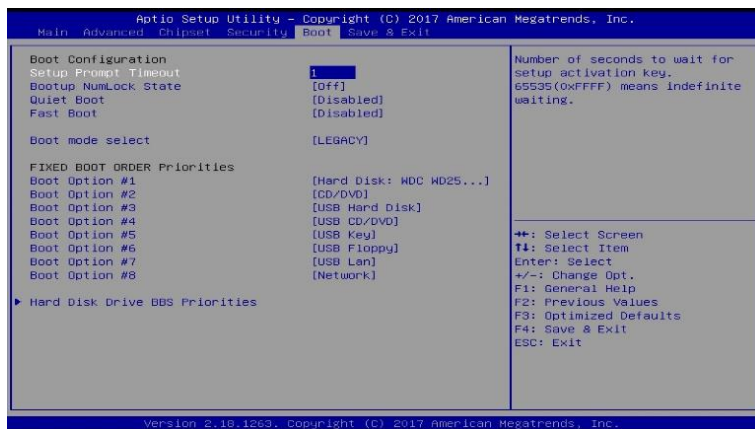 Aptio Setup Utility – Copyright (C) 2017 American Megatrends, Inc.
Main Advanced Chipset Security Boot Save & Exit
Boot Configuration
Setup Prompt Timeout 1
Bootup NumLock State [Off]
Quiet Boot [Disabled]
Fast Boot [Disabled]
Boot mode select [LEGACY]
FIXED BOOT ORDER Priorities
Boot Option #1 [Hard Disk: WDC WD25...]
Boot Option #2 [CD/DVD]
Boot Option #3 [USB Hard Disk]
Boot Option #4 [USB CD/DVD]
Boot Option #5 [USB Key]
Boot Option #6 [USB Floppy]
Boot Option #7 [USB Lan]
Boot Option #8 [Network]
Hard Disk Drive BBS Priorities
Number of seconds to wait for
setup activation key.
65535(0xFFFF) means indefinite
waiting.
→←: Select Screen
↑↓: Select Item
Enter: Select
+/-: Change Opt.
F1: General Help
F2: Previous Values
F3: Optimized Defaults
F4: Save & Exit
ESC: Exit
Version 2.18.1263. Copyright (C) 2017 American Megatrends, Inc.